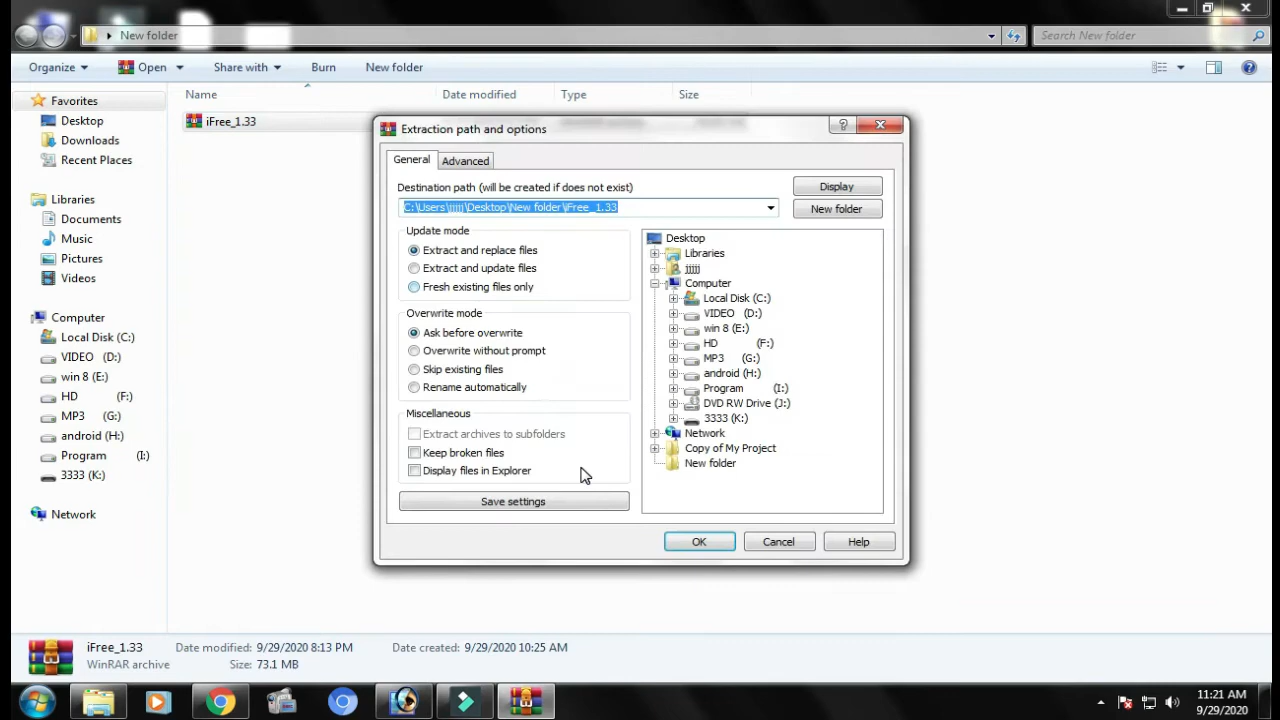 New folder
Search New folder
Organize
Open
Share with
Burn
New folder
Name
Date modified
Type
Size
Favorites
Desktop
Downloads
Recent Places
Libraries
Documents
Music
Pictures
Videos
Computer
Local Disk (C:)
VIDEO (D:)
win 8 (E:)
HD (F:)
MP3 (G:)
android (H:)
Program (I:)
3333 (K:)
Network
iFree_1.33
Extraction path and options
General
Advanced
Destination path (will be created if does not exist)
Display
C:\Users\jjjjj\Desktop\New folder\iFree_1.33
New folder
Update mode
Extract and replace files
Extract and update files
Fresh existing files only
Overwrite mode
Ask before overwrite
Overwrite without prompt
Skip existing files
Rename automatically
Miscellaneous
Extract archives to subfolders
Keep broken files
Display files in Explorer
Save settings
Desktop
Libraries
jjjjj
Computer
Local Disk (C:)
VIDEO (D:)
win 8 (E:)
HD (F:)
MP3 (G:)
android (H:)
Program (I:)
DVD RW Drive (J:)
3333 (K:)
Network
Copy of My Project
New folder
OK
Cancel
Help
iFree_1.33
Date modified: 9/29/2020 8:13 PM
Date created: 9/29/2020 10:25 AM
WinRAR archive
Size: 73.1 MB
11:21 AM
9/29/2020